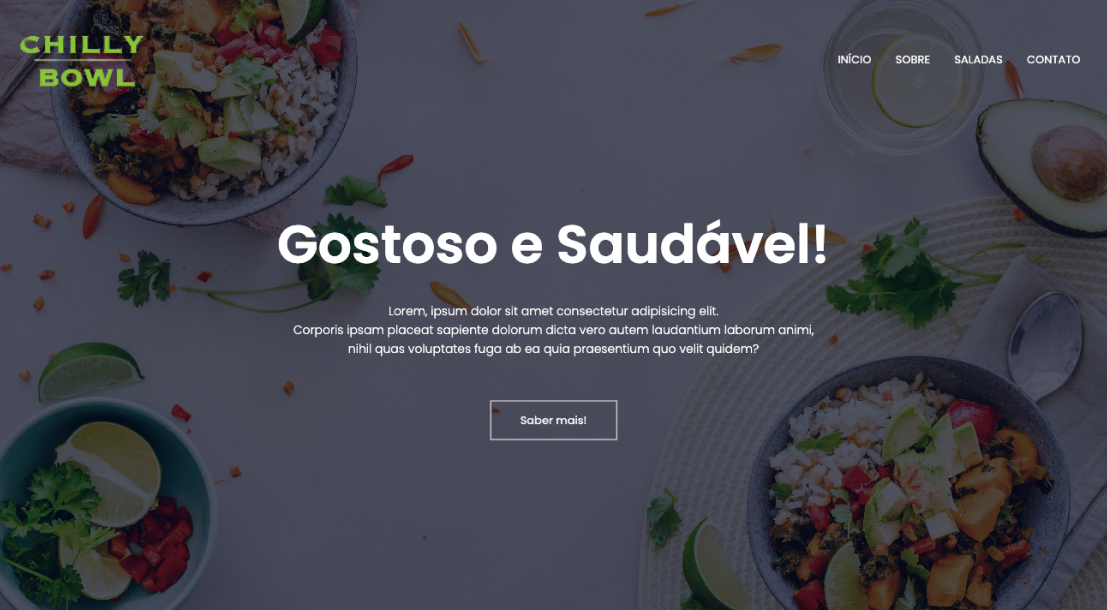 CHILLY
BOWL
INÍCIO SOBRE SALADAS CONTATO
Gostoso e Saudável!
Lorem, ipsum dolor sit amet consectetur adipisicing elit.
Corporis ipsam placeat sapiente dolorum dicta vero autem laudantium laborum animi,
nihil quas voluptates fuga ab ea quia praesentium quo velit quidem?
Saber mais!